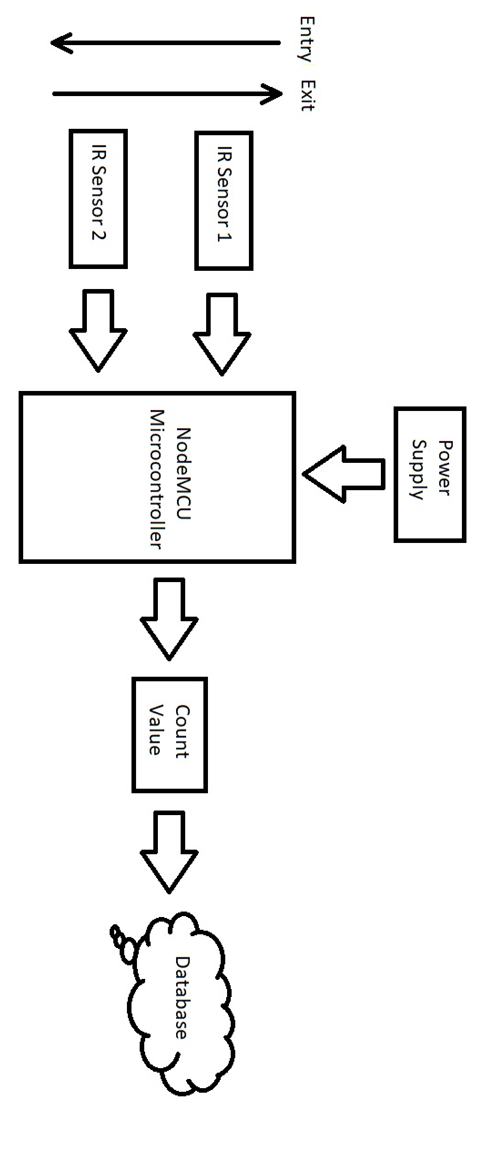 Entry
Exit
Power
Supply
IR Sensor 1
IR Sensor 2
NodeMCU
Microcontroller
Count
Value
Database